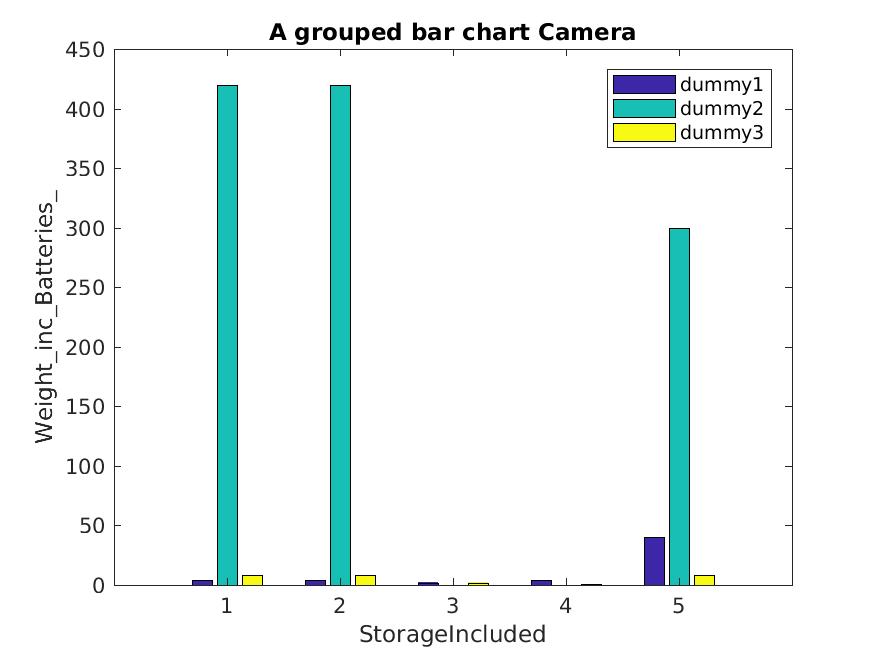 A grouped bar chart Camera
450
400
350
300
250
200
150
100
50
0
Weight_inc_Batteries_
dummy1
dummy2
dummy3
1 2 3 4 5
StorageIncluded